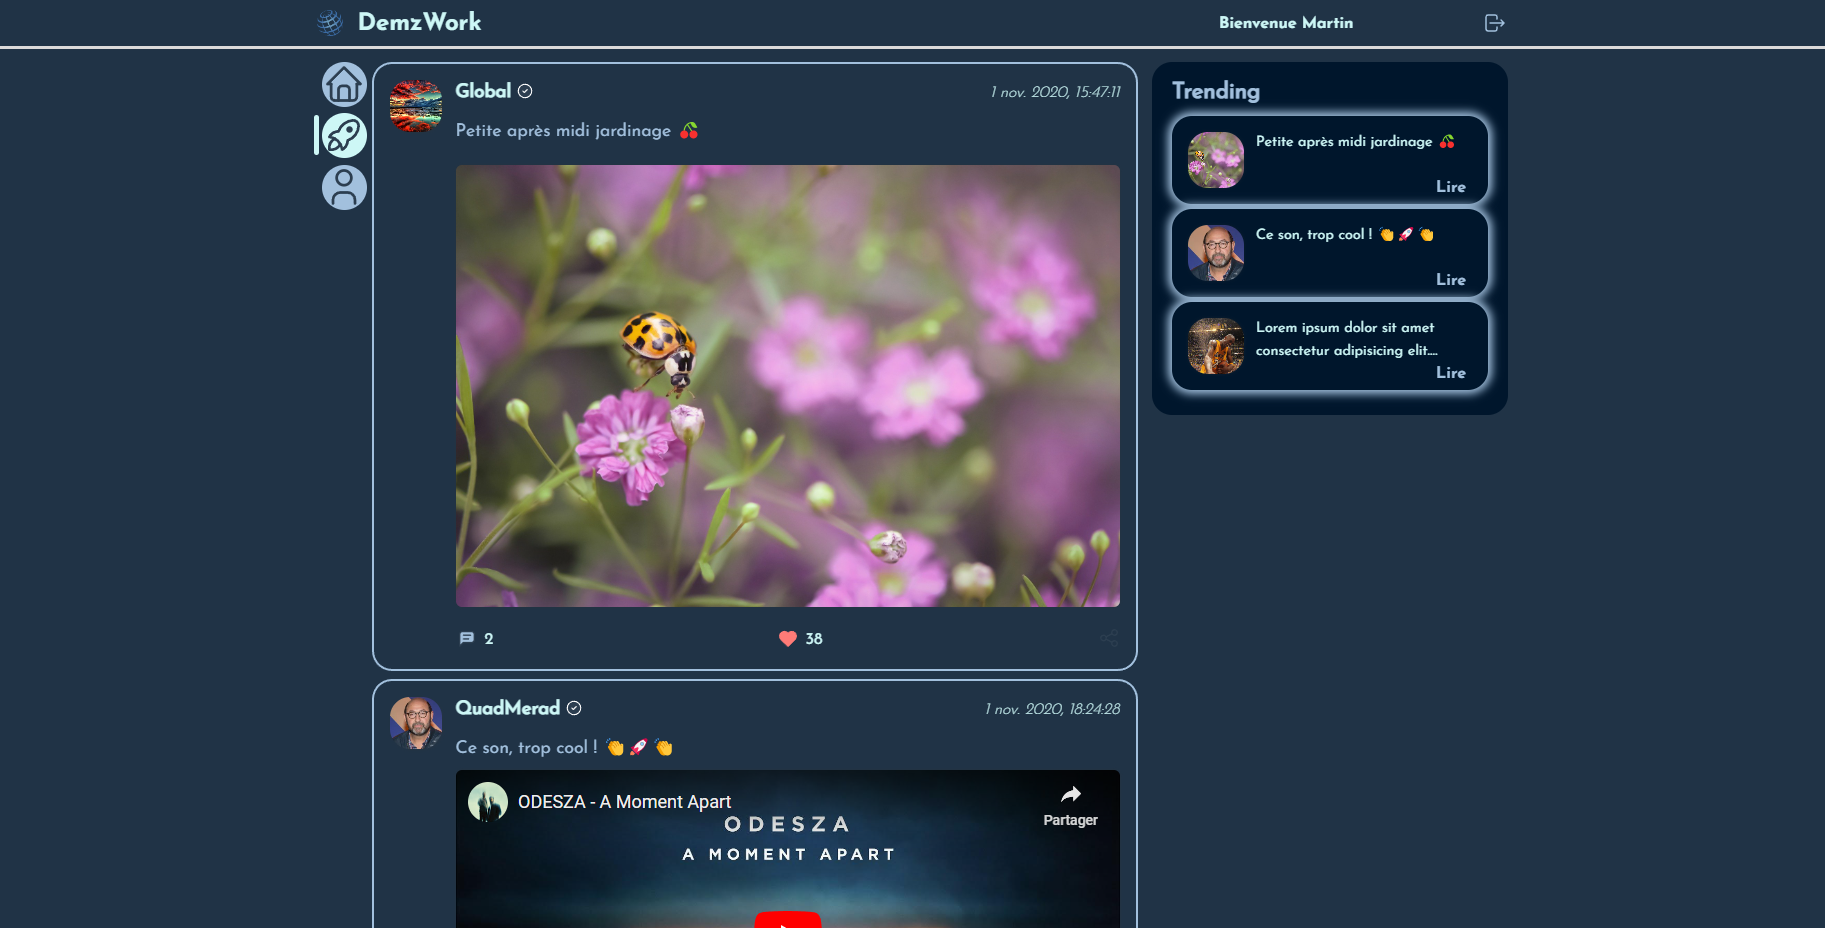 DemzWork
Bienvenue Martin
Global
1 nov. 2020, 15:47:11
Petite après midi jardinage 🍒
2
38
QuadMerad
1 nov. 2020, 18:24:28
Ce son, trop cool ! 👏 🚀 👏
ODESZA - A Moment Apart
Partager
ODESZA
A MOMENT APART
Trending
Petite après midi jardinage 🍒
Lire
Ce son, trop cool ! 👏 🚀 👏
Lire
Lorem ipsum dolor sit amet
consectetur adipisicing elit....
Lire